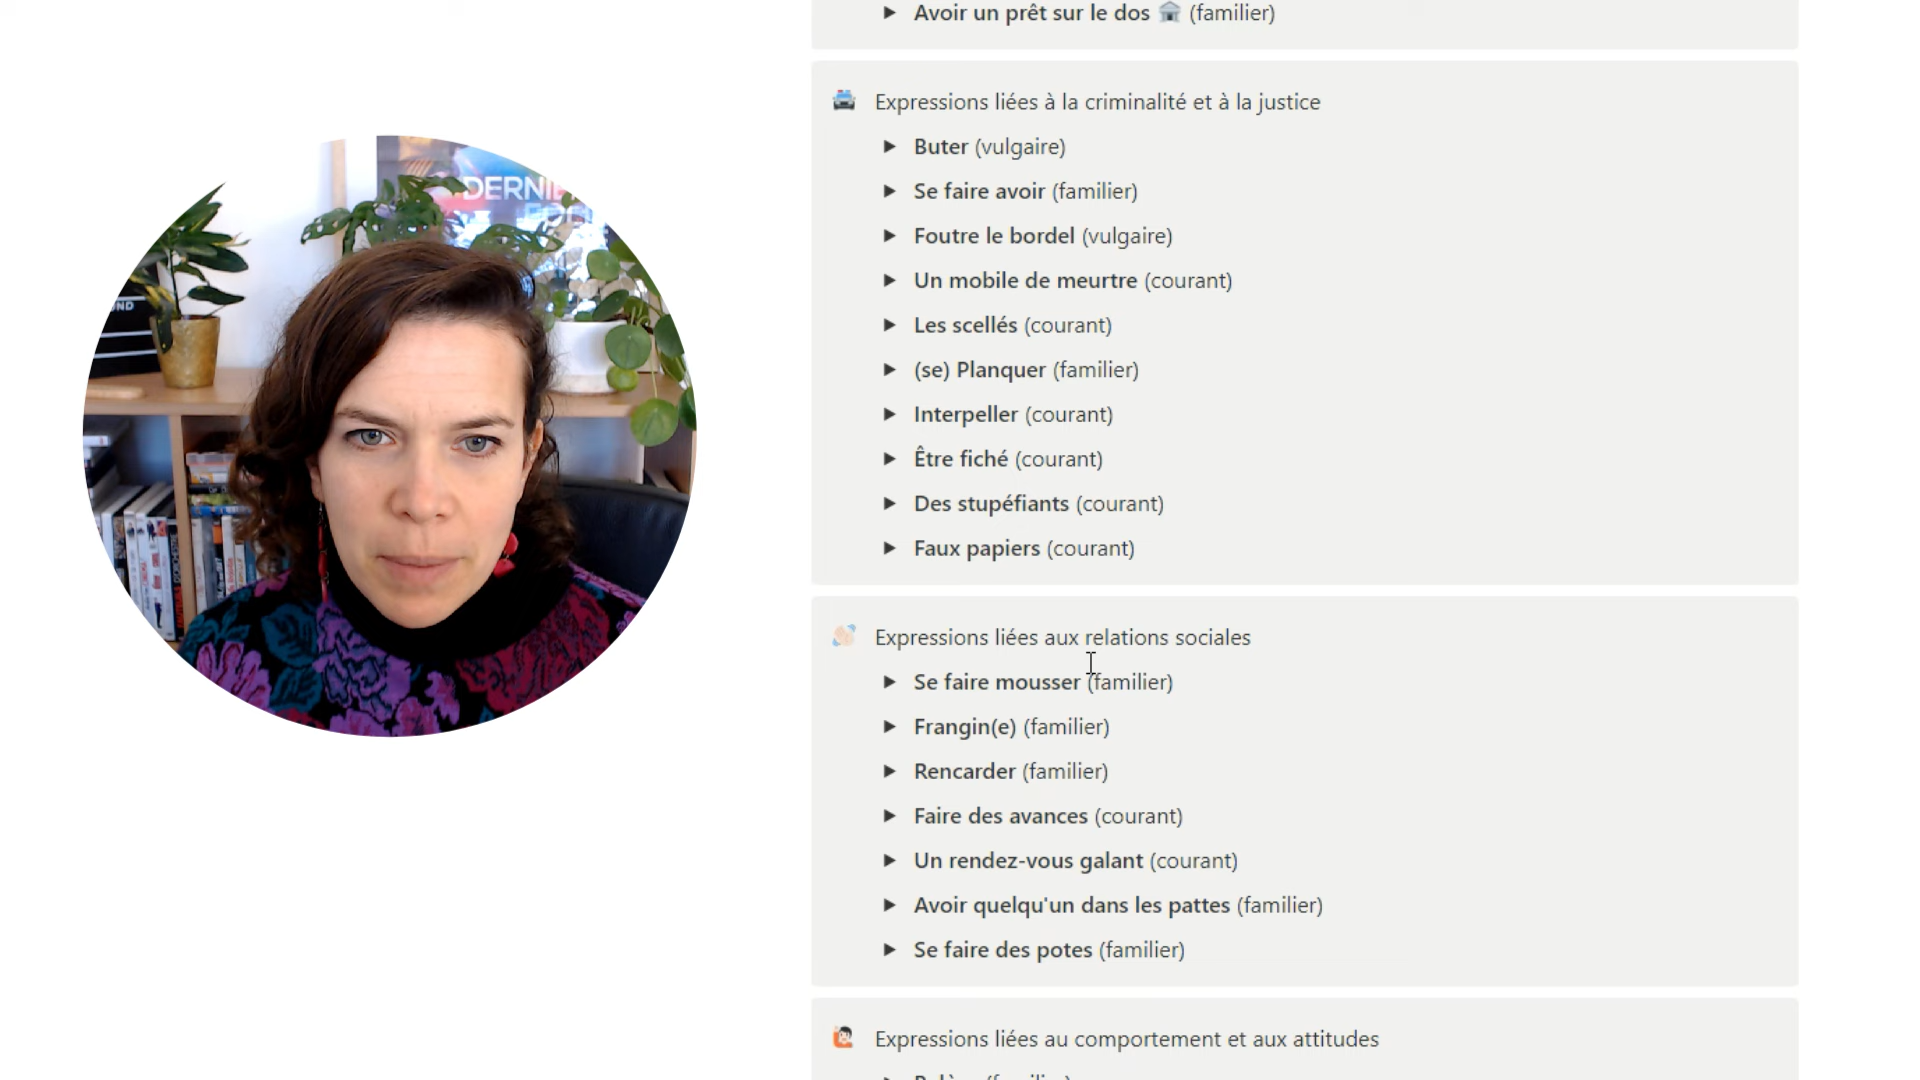 Avoir un prêt sur le dos (familier)
Expressions liées à la criminalité et à la justice
Buter (vulgaire)
Se faire avoir (familier)
Foutre le bordel (vulgaire)
Un mobile de meurtre (courant)
Les scellés (courant)
(se) Planquer (familier)
Interpeller (courant)
Être fiché (courant)
Des stupéfiants (courant)
Faux papiers (courant)
Expressions liées aux relations sociales
Se faire mousser (familier)
Frangin(e) (familier)
Rencarder (familier)
Faire des avances (courant)
Un rendez-vous galant (courant)
Avoir quelqu'un dans les pattes (familier)
Se faire des potes (familier)
Expressions liées au comportement et aux attitudes